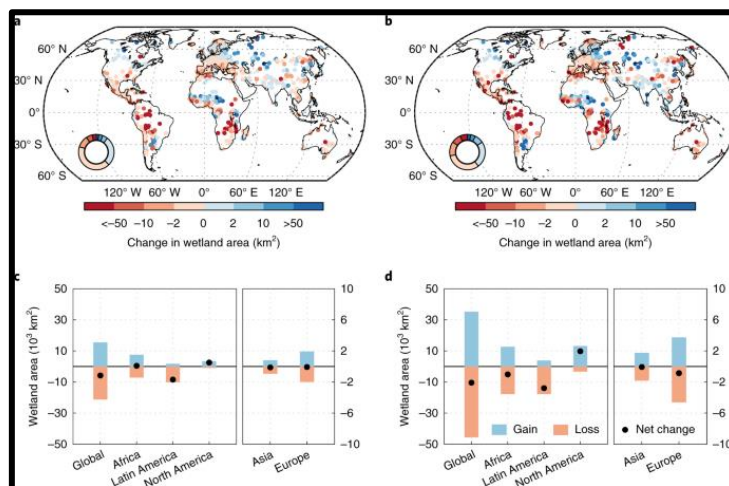 a
b
60° N
60° N
30° N
30° N
0°
0°
30° S
30° S
60° S
60° S
120° W 60° W 0° 60° E 120° E
120° W 60° W 0° 60° E 120° E
<–50 –10 –2 0 2 10 >50
<–50 –10 –2 0 2 10 >50
Change in wetland area (km²)
Change in wetland area (km²)
c
50
30
10
–10
–30
–50
Wetland area (10³ km²)
10
6
2
–2
–6
–10
Global
Africa
Latin America
North America
Asia
Europe
d
50
30
10
–10
–30
–50
Wetland area (10³ km²)
10
6
2
–2
–6
–10
Gain
Loss
Net change
Global
Africa
Latin America
North America
Asia
Europe